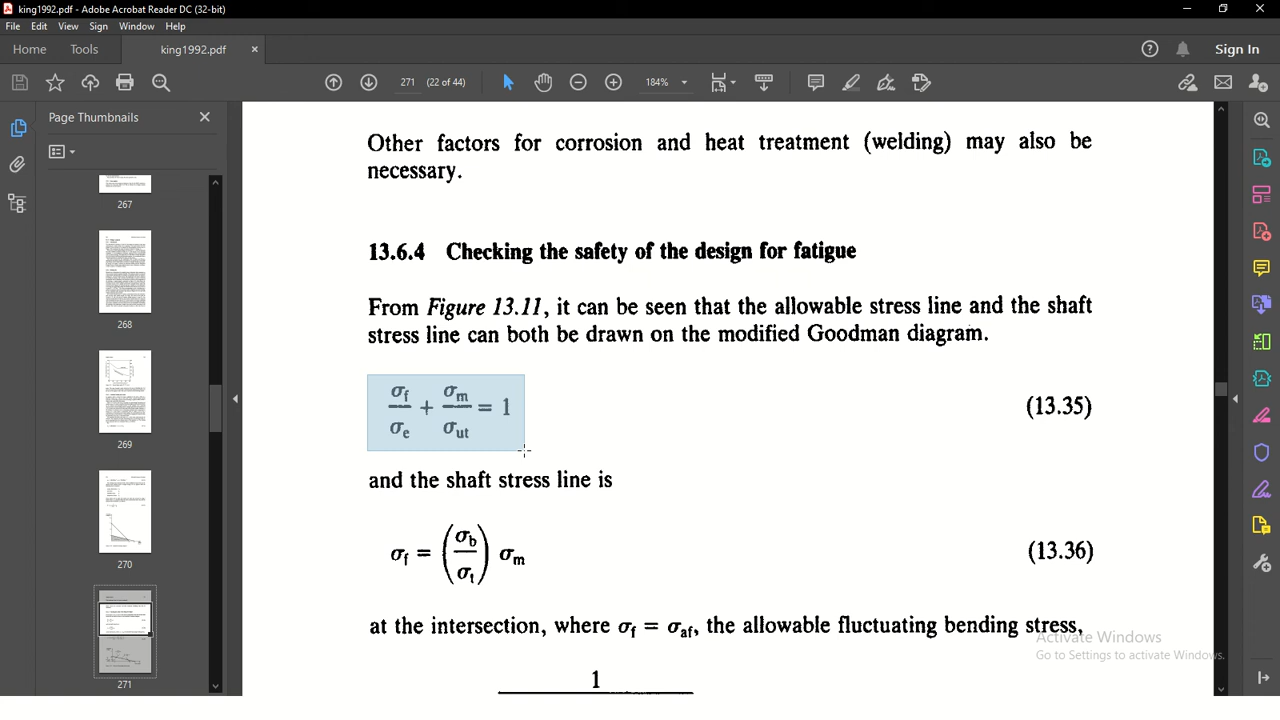 king1992.pdf - Adobe Acrobat Reader DC (32-bit)
File Edit View Sign Window Help
Home Tools king1992.pdf × Sign In
271 (22 of 44) 184%
Page Thumbnails
267
268
269
270
271
Other factors for corrosion and heat treatment (welding) may also be
necessary.
13.6.4 Checking the safety of the design for fatigue
From Figure 13.11, it can be seen that the allowable stress line and the shaft
stress line can both be drawn on the modified Goodman diagram.
σf/σe + σm/σut = 1 (13.35)
and the shaft stress line is
σf = (σb/σt) σm (13.36)
at the intersection, where σf = σaf, the allowable fluctuating bending stress,
1
Activate Windows
Go to Settings to activate Windows.